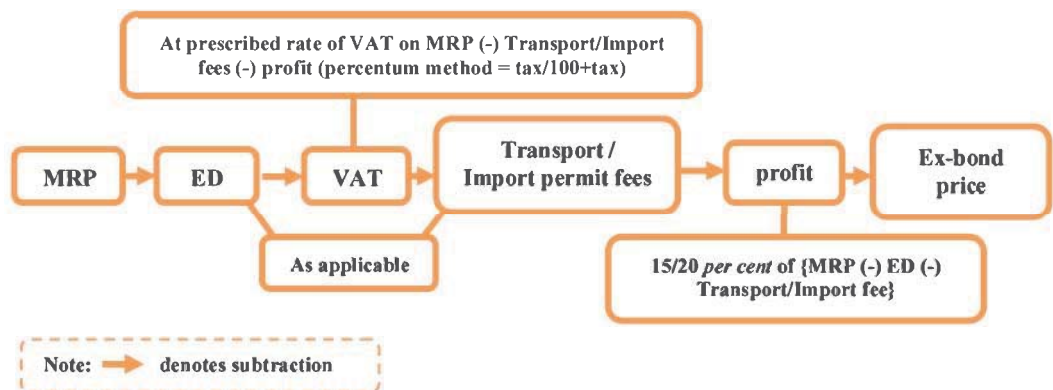 At prescribed rate of VAT on MRP (-) Transport/Import
fees (-) profit (percentum method = tax/100+tax)
MRP
ED
VAT
Transport /
Import permit fees
profit
Ex-bond
price
As applicable
15/20 per cent of {MRP (-) ED (-)
Transport/Import fee}
Note: denotes subtraction